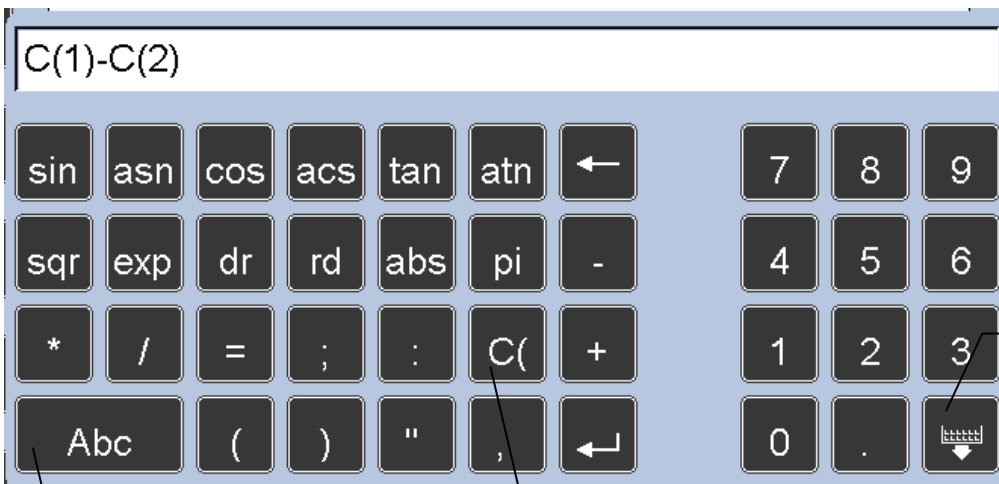 C(1)-C(2)
sin asn cos acs tan atn ← 7 8 9
sqr exp dr rd abs pi - 4 5 6
* / = ; : C( + 1 2 3
Abc ( ) " , ↵ 0 .